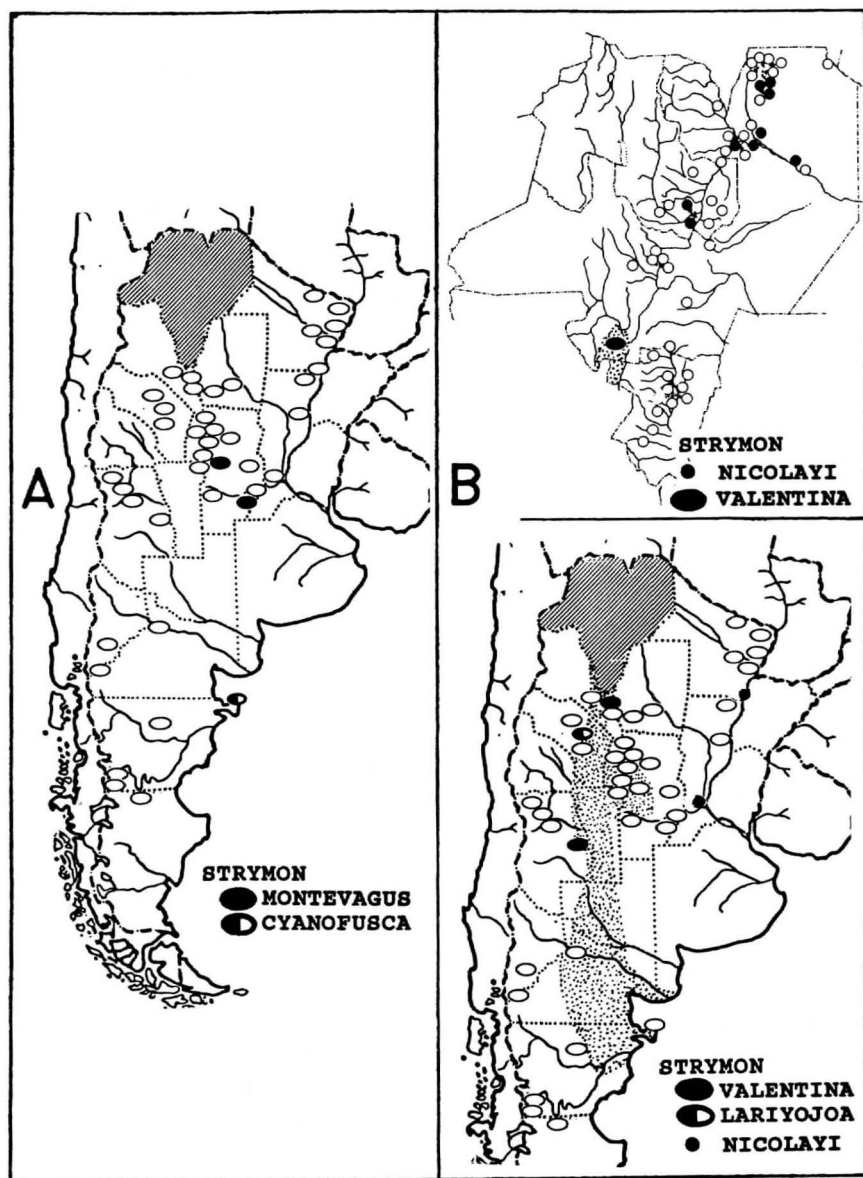 A
STRYMON
MONTEVAGUS
CYANOFUSCA
B
STRYMON
NICOLAYI
VALENTINA
STRYMON
VALENTINA
LARIYOJOA
NICOLAYI